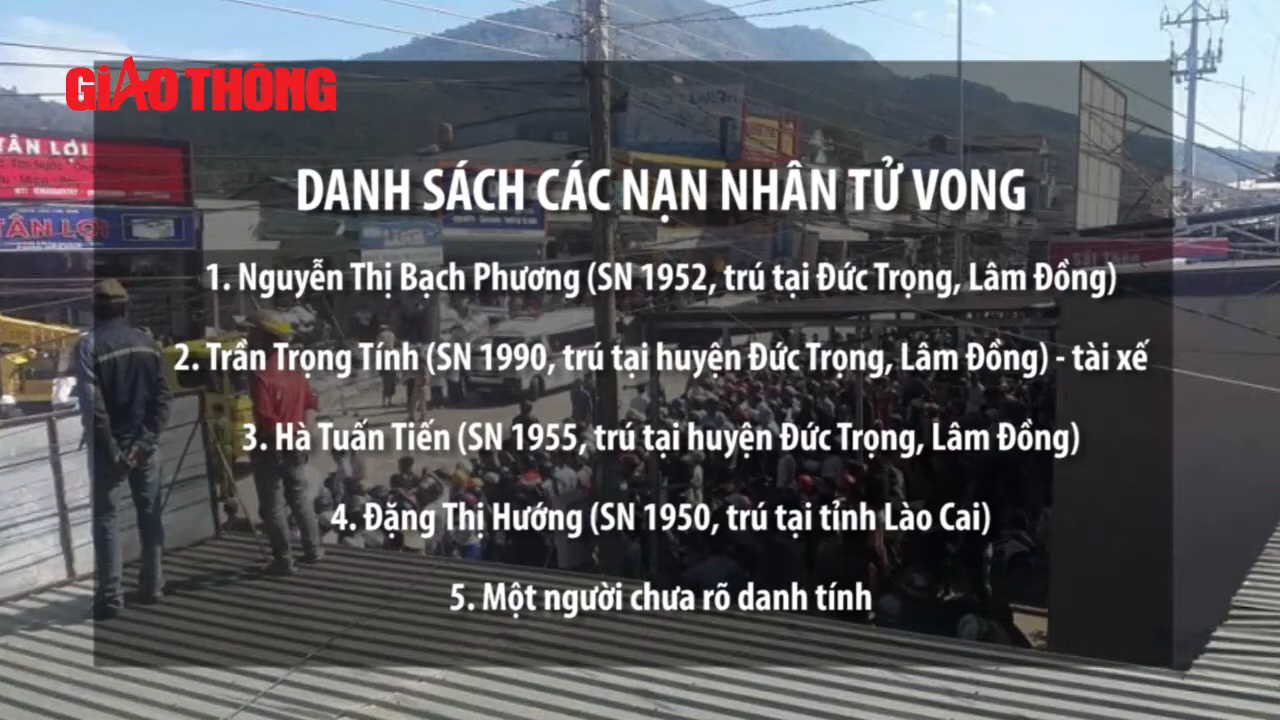 GIAO THÔNG
TÂN LỢI
TÂN LỢI
DANH SÁCH CÁC NẠN NHÂN TỬ VONG
1. Nguyễn Thị Bạch Phương (SN 1952, trú tại Đức Trọng, Lâm Đồng)
2. Trần Trọng Tính (SN 1990, trú tại huyện Đức Trọng, Lâm Đồng) - tài xế
3. Hà Tuấn Tiến (SN 1955, trú tại huyện Đức Trọng, Lâm Đồng)
4. Đặng Thị Hướng (SN 1950, trú tại tỉnh Lào Cai)
5. Một người chưa rõ danh tính